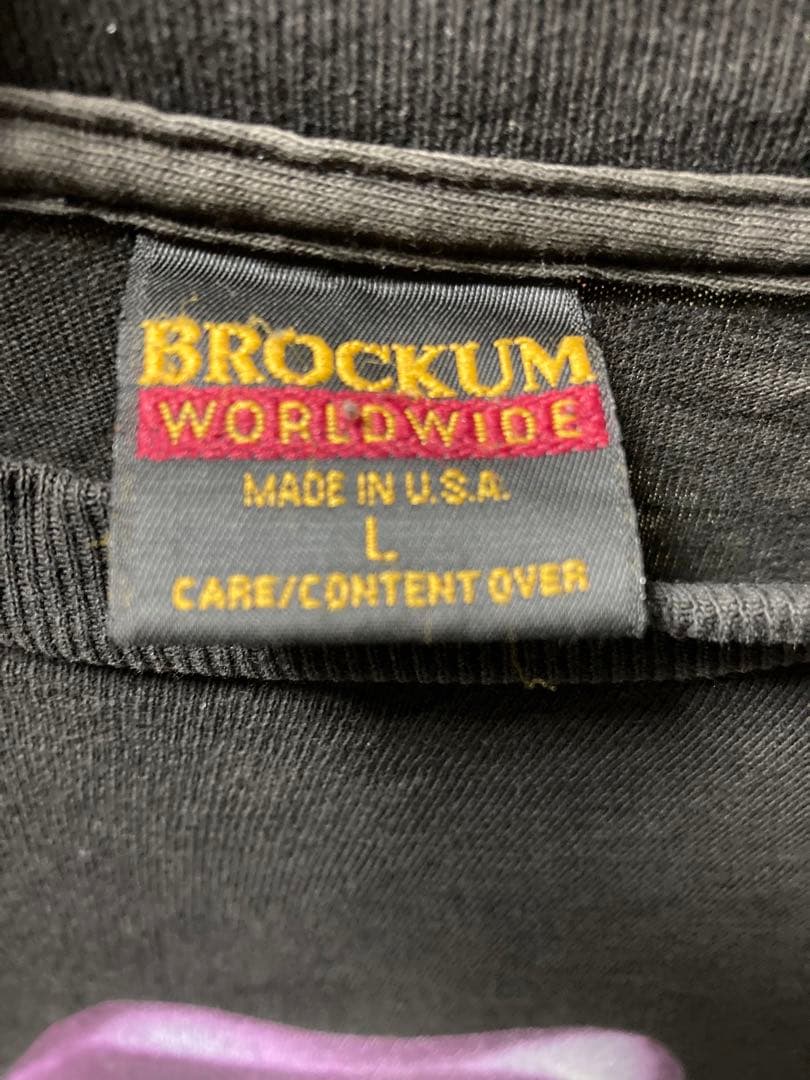 BROCKUM
WORLDWIDE
MADE IN U.S.A.
L
CARE/CONTENT OVER